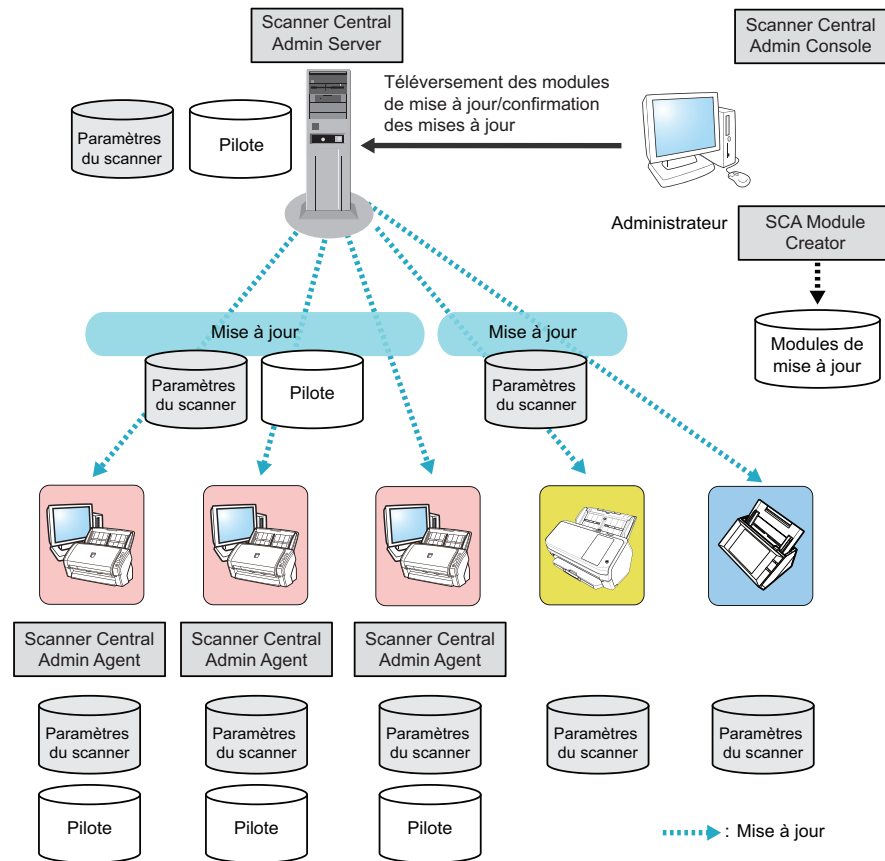 Scanner Central
Admin Server
Scanner Central
Admin Console
Téléversement des modules
de mise à jour/confirmation
des mises à jour
Paramètres
du scanner
Pilote
Administrateur
SCA Module
Creator
Modules de
mise à jour
Mise à jour
Mise à jour
Paramètres
du scanner
Pilote
Paramètres
du scanner
Scanner Central
Admin Agent
Scanner Central
Admin Agent
Scanner Central
Admin Agent
Paramètres
du scanner
Paramètres
du scanner
Paramètres
du scanner
Paramètres
du scanner
Paramètres
du scanner
Pilote
Pilote
Pilote
: Mise à jour